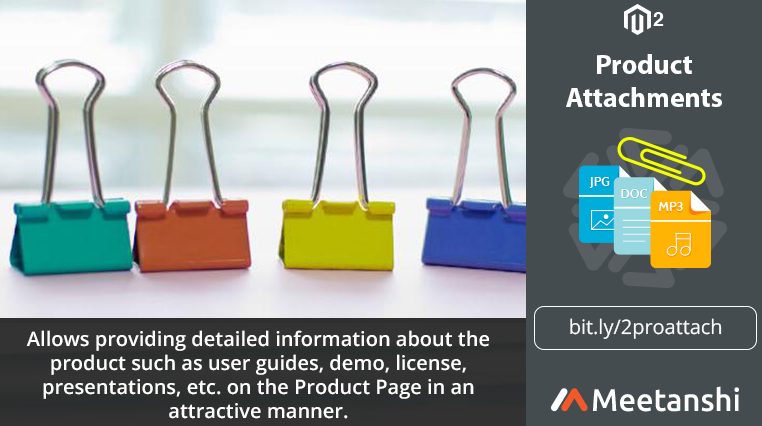 2
Product
Attachments
JPG
DOC
MP3
bit.ly/2proattach
Meetanshi
Allows providing detailed information about the
product such as user guides, demo, license,
presentations, etc. on the Product Page in an
attractive manner.